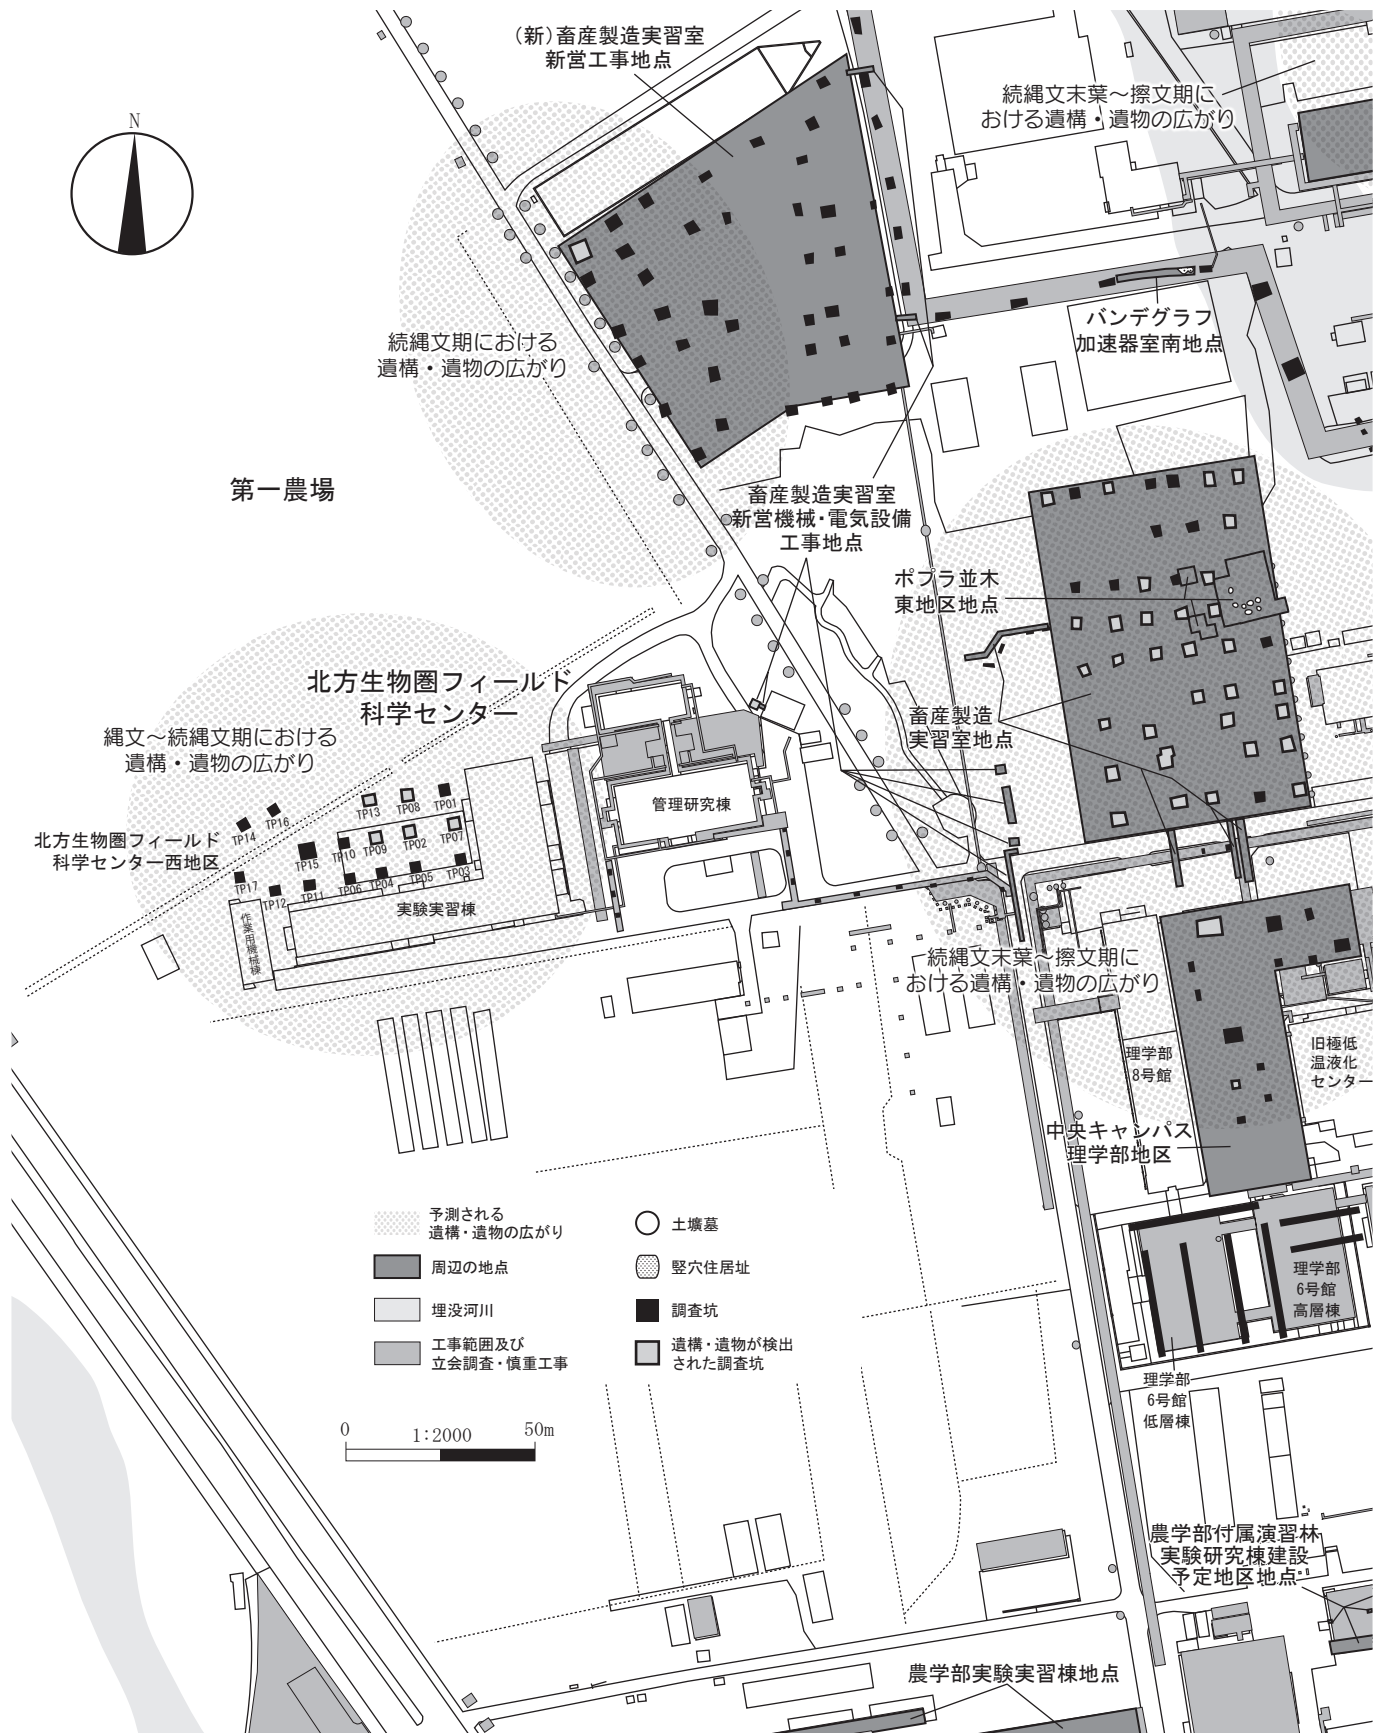 (新)畜産製造実習室
新営工事地点
続縄文末葉〜擦文期に
おける遺構・遺物の広がり
N
バンデグラフ
加速器室南地点
続縄文期における
遺構・遺物の広がり
第一農場
畜産製造実習室
新営機械・電気設備
工事地点
ポプラ並木
東地区地点
北方生物圏フィールド
科学センター
畜産製造
実習室地点
縄文〜続縄文期における
遺構・遺物の広がり
管理研究棟
北方生物圏フィールド
科学センター西地区
TP14
TP16
TP13
TP08
TP01
TP15
TP10
TP09
TP02
TP07
TP17
TP12
TP11
TP06
TP04
TP05
TP03
実験実習棟
作業用機械棟
続縄文末葉〜擦文期に
おける遺構・遺物の広がり
理学部
8号館
旧極低
温液化
センター
中央キャンパス
理学部地区
予測される
遺構・遺物の広がり
土壙墓
周辺の地点
竪穴住居址
埋没河川
調査坑
工事範囲及び
立会調査・慎重工事
遺構・遺物が検出
された調査坑
理学部
6号館
高層棟
理学部
6号館
低層棟
0
1:2000
50m
農学部付属演習林
実験研究棟建設
予定地区地点
農学部実験実習棟地点